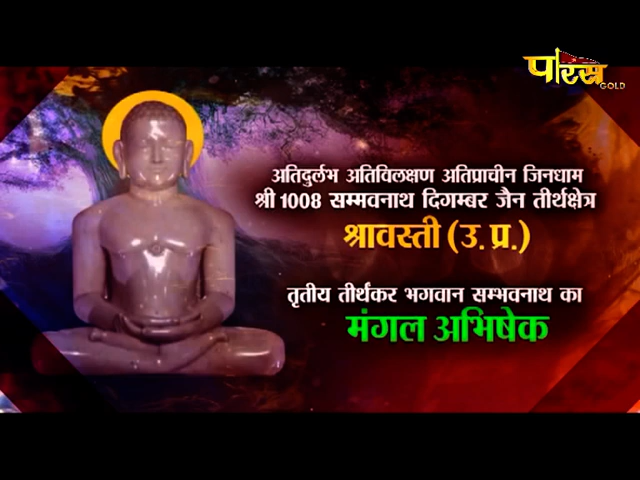 पारस
GOLD
अतिदुर्लभ अतिविलक्षण अतिप्राचीन जिनधाम
श्री 1008 सम्भवनाथ दिगम्बर जैन तीर्थक्षेत्र
श्रावस्ती (उ. प्र.)
तृतीय तीर्थंकर भगवान सम्भवनाथ का
मंगल अभिषेक